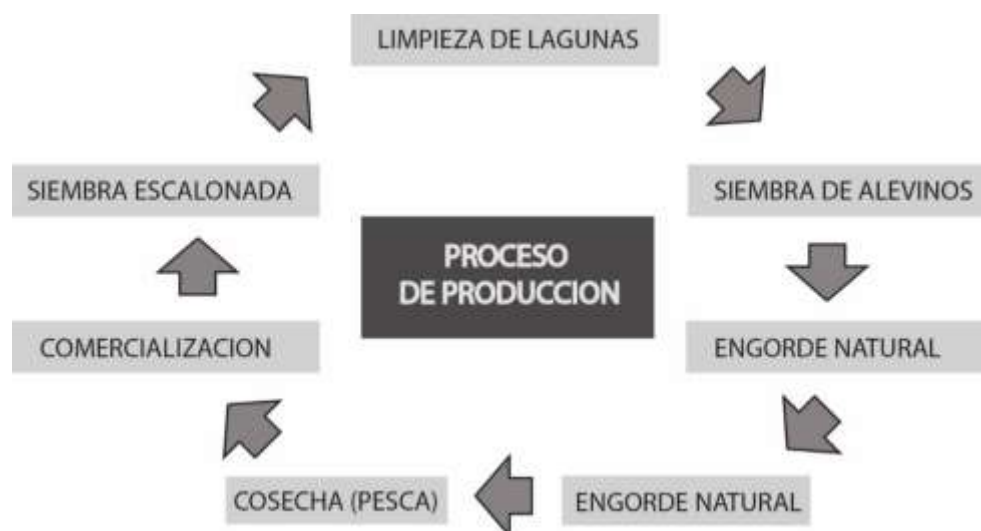 LIMPIEZA DE LAGUNAS
SIEMBRA ESCALONADA
SIEMBRA DE ALEVINOS
PROCESO
DE PRODUCCION
COMERCIALIZACION
ENGORDE NATURAL
COSECHA (PESCA)
ENGORDE NATURAL